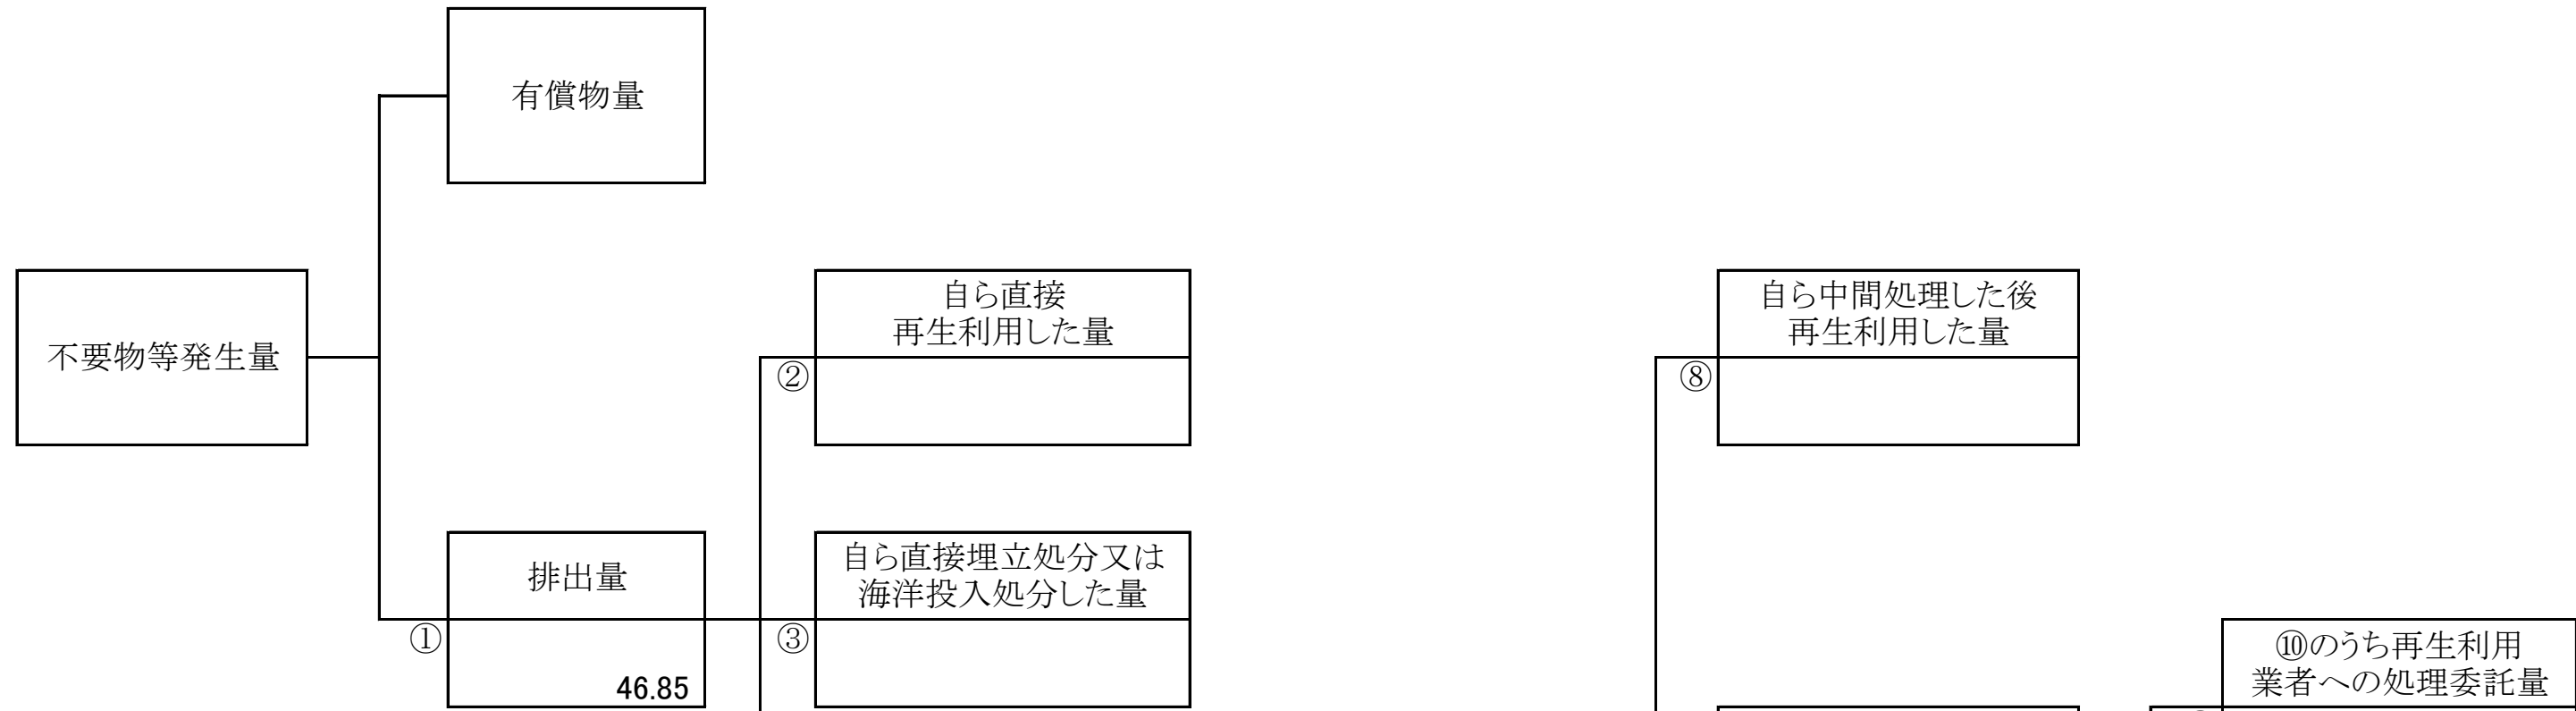 有償物量
不要物等発生量
自ら直接
再生利用した量
②
自ら中間処理した後
再生利用した量
⑧
排出量
①
46.85
自ら直接埋立処分又は
海洋投入処分した量
③
⑩のうち再生利用
業者への処理委託量